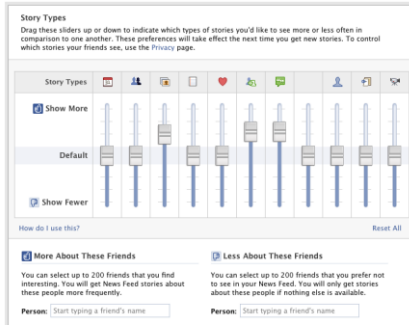 Story Types
Drag these sliders up or down to indicate which types of stories you'd like to see more or less often in
comparison to one another. These preferences will take effect the next time you get new stories. To control
which stories your friends see, use the Privacy page.
Story Types
Show More
Default
Show Fewer
How do I use this?
Reset All
More About These Friends
You can select up to 200 friends that you find
interesting. You will get News Feed stories about
these people more frequently.
Person: Start typing a friend's name
Less About These Friends
You can select up to 200 friends that you prefer not
to see in your News Feed. You will only get stories
about these people if nothing else is available.
Person: Start typing a friend's name